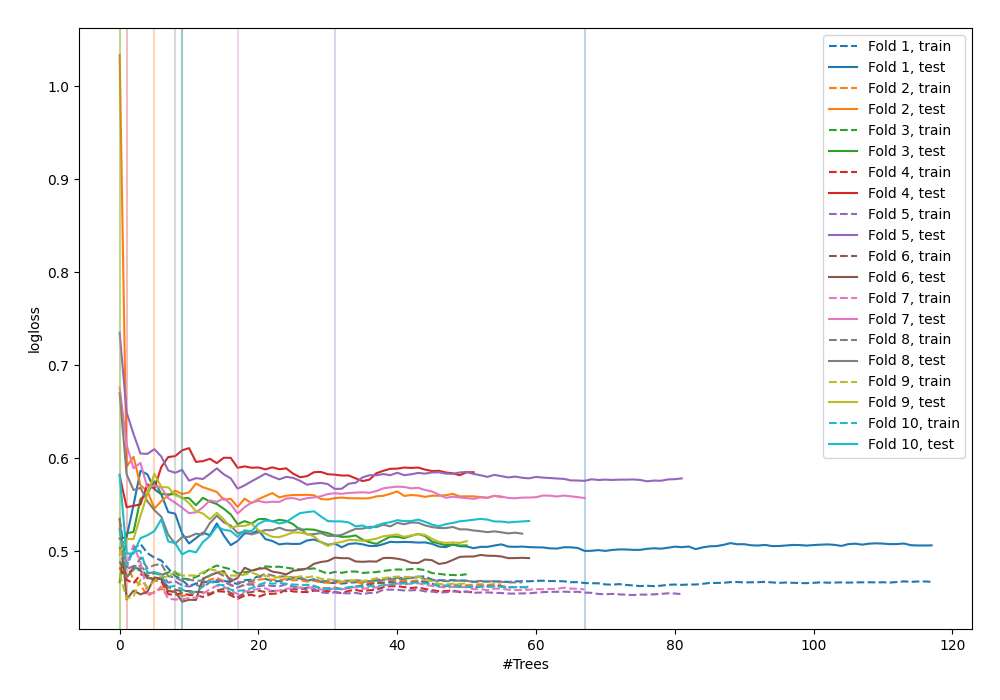 1.0
0.9
0.8
0.7
0.6
0.5
logloss
0
20
40
60
80
100
120
#Trees
Fold 1, train
Fold 1, test
Fold 2, train
Fold 2, test
Fold 3, train
Fold 3, test
Fold 4, train
Fold 4, test
Fold 5, train
Fold 5, test
Fold 6, train
Fold 6, test
Fold 7, train
Fold 7, test
Fold 8, train
Fold 8, test
Fold 9, train
Fold 9, test
Fold 10, train
Fold 10, test